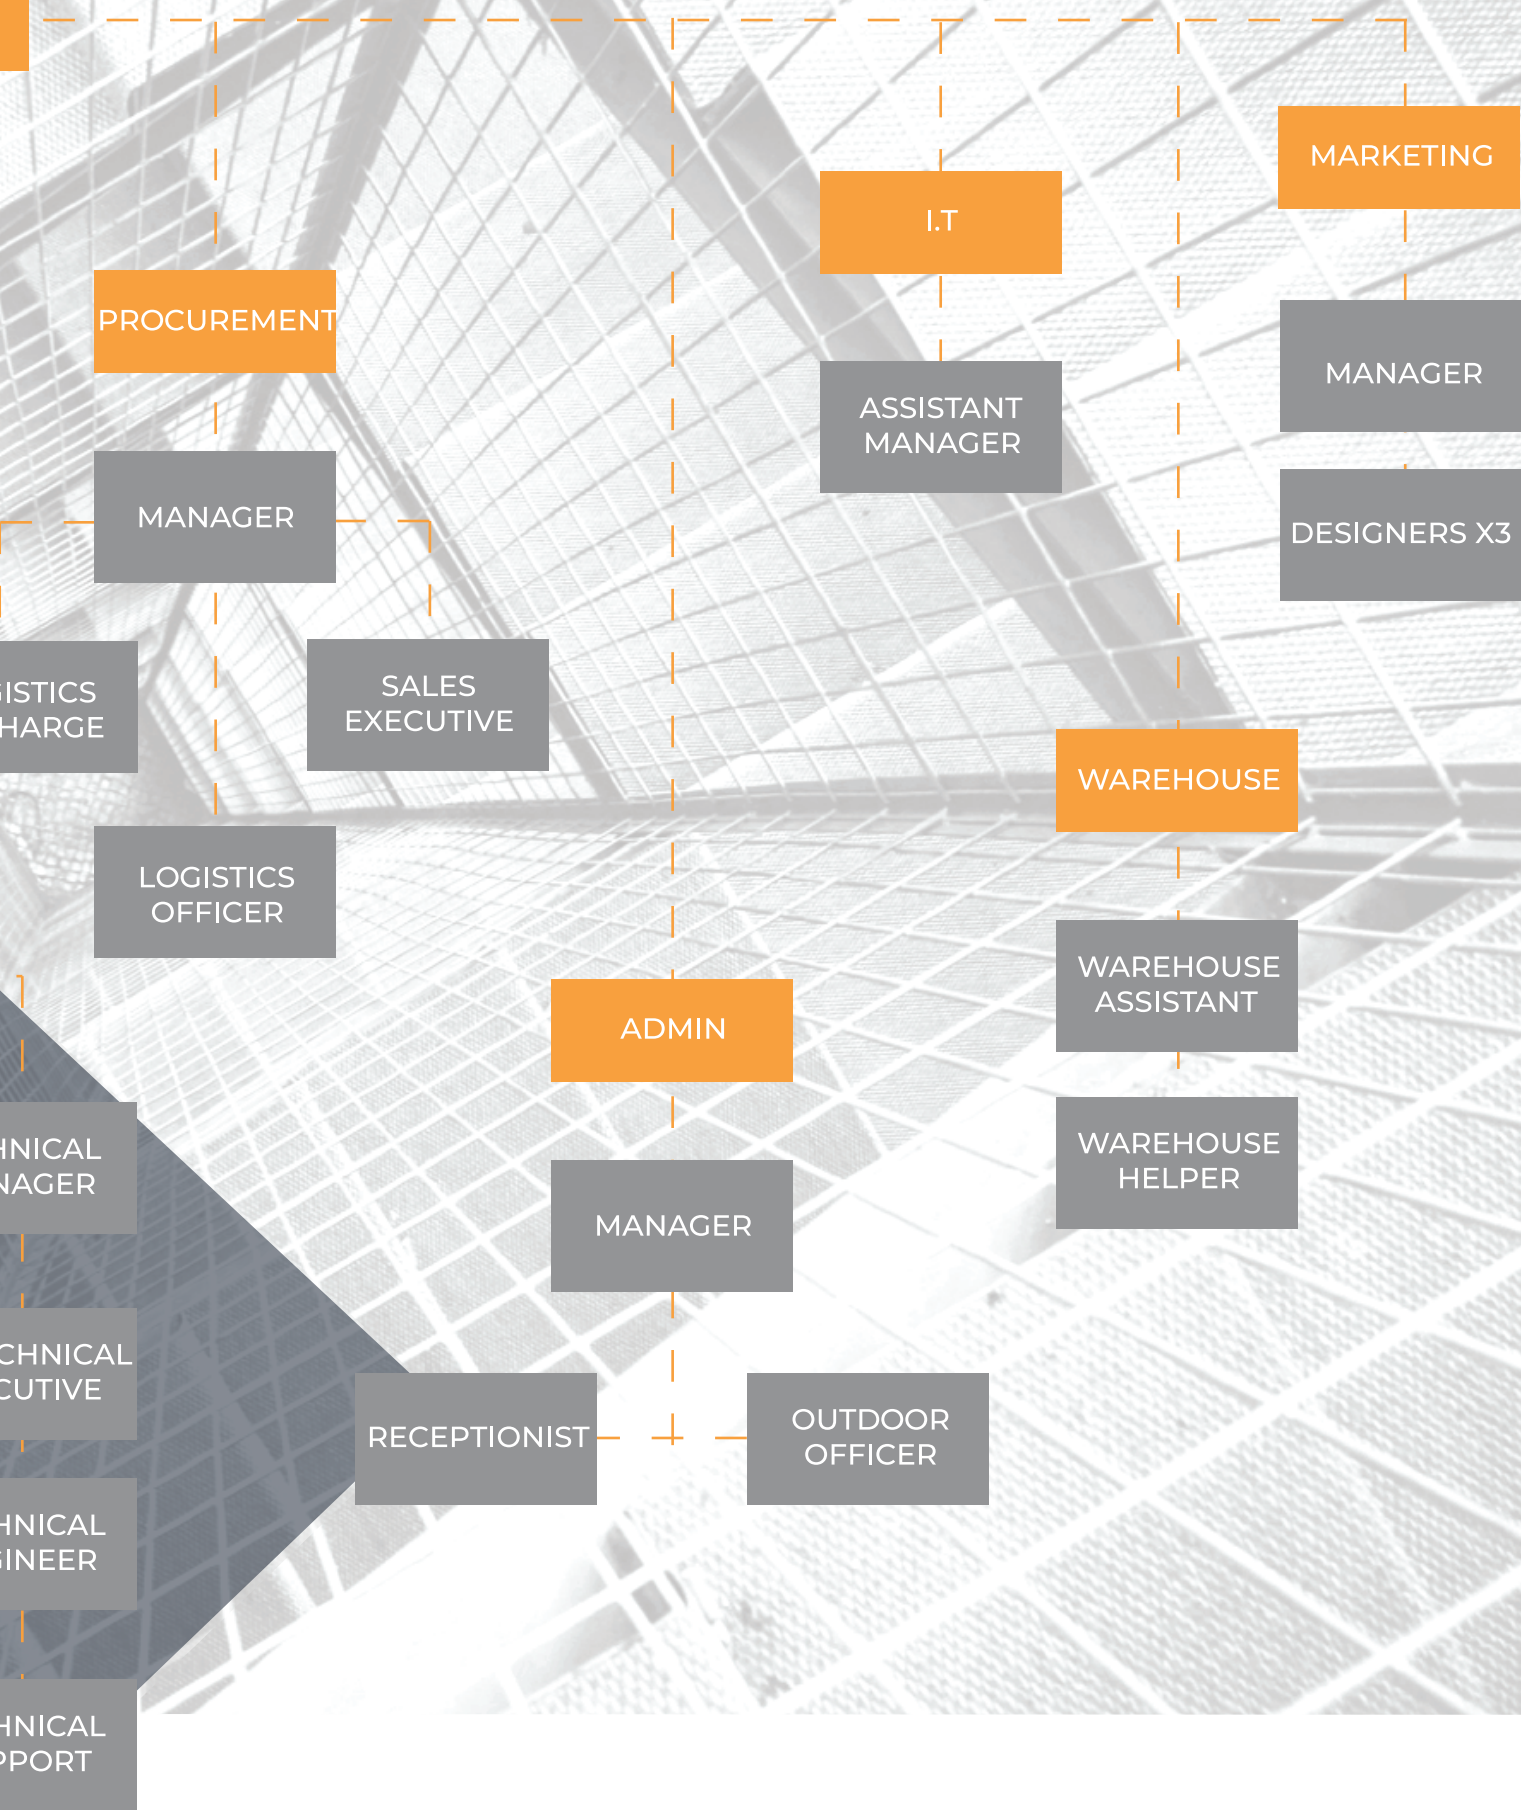 MARKETING
I.T
PROCUREMENT
MANAGER
ASSISTANT
MANAGER
MANAGER
DESIGNERS X3
SALES
EXECUTIVE
WAREHOUSE
LOGISTICS
OFFICER
WAREHOUSE
ASSISTANT
ADMIN
WAREHOUSE
HELPER
MANAGER
RECEPTIONIST
OUTDOOR
OFFICER